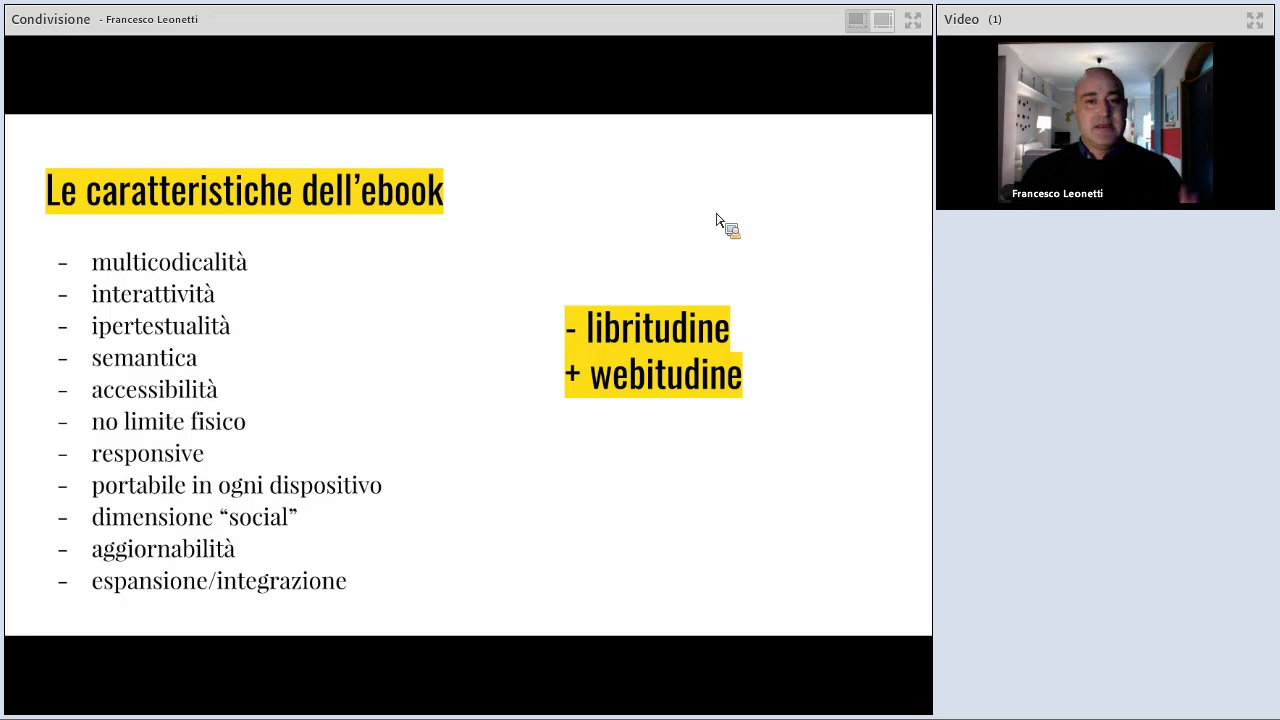 Condivisione - Francesco Leonetti
Video (1)
Francesco Leonetti
Le caratteristiche dell’ebook
- multicodicalità
- interattività
- ipertestualità
- semantica
- accessibilità
- no limite fisico
- responsive
- portabile in ogni dispositivo
- dimensione “social”
- aggiornabilità
- espansione/integrazione
- libritudine
+ webitudine